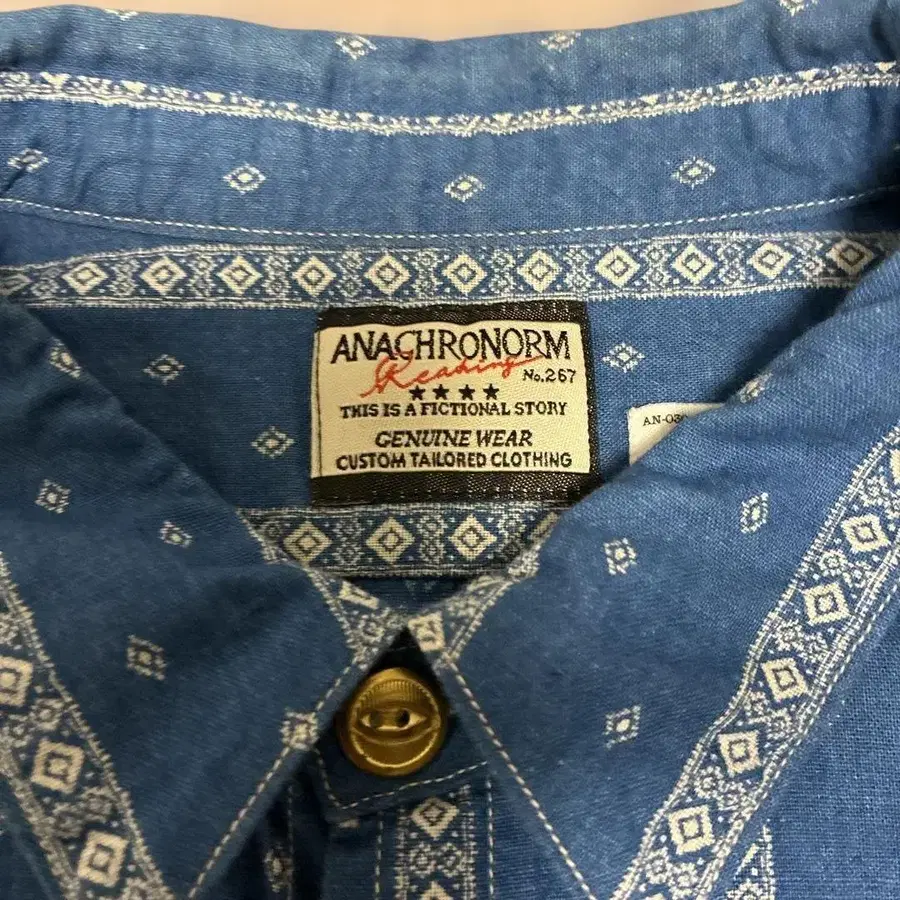 ANACHRONORM
Reading
No.267
★★★★
THIS IS A FICTIONAL STORY
GENUINE WEAR
CUSTOM TAILORED CLOTHING